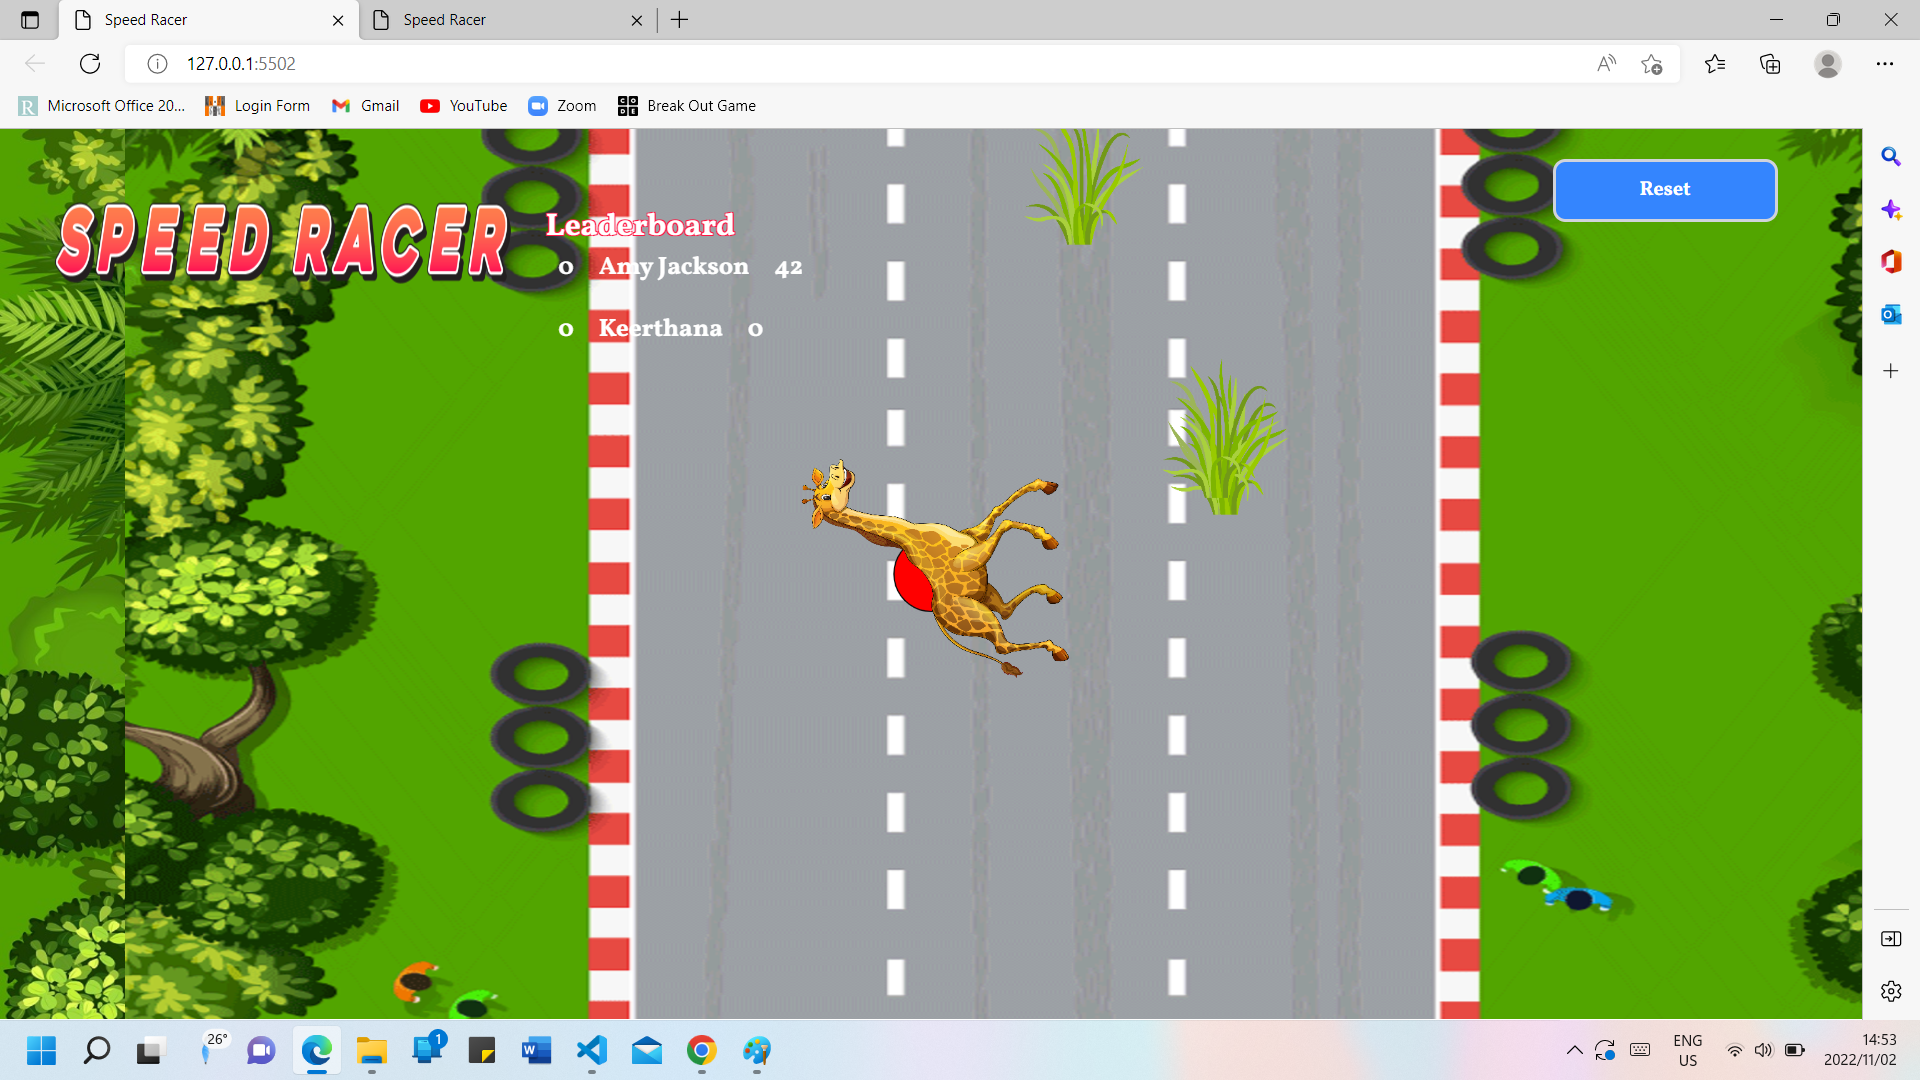 Speed Racer
Speed Racer
127.0.0.1:5502
Microsoft Office 20...
Login Form
Gmail
YouTube
Zoom
CODE
Break Out Game
Reset
SPEED RACER
Leaderboard
0 Amy Jackson 42
0 Keerthana 0
26°
1
ENG
US
14:53
2022/11/02